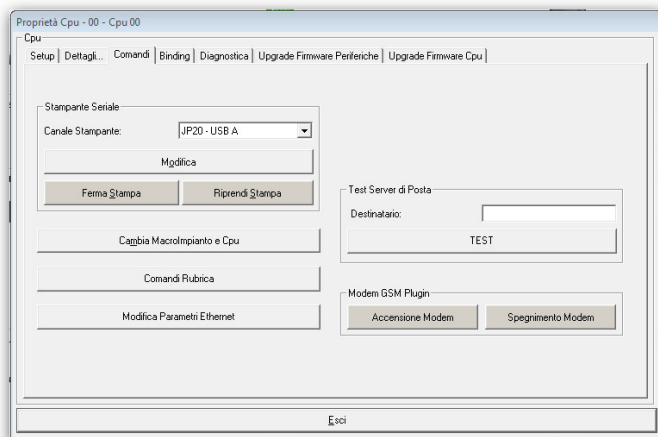 Proprietà Cpu - 00 - Cpu 00
Cpu
Setup Dettagli... Comandi Binding Diagnostica Upgrade Firmware Periferiche Upgrade Firmware Cpu
Stampante Seriale
Canale Stampante: JP20 - USB A
Modifica
Ferma Stampa Riprendi Stampa
Cambia MacroImpianto e Cpu
Comandi Rubrica
Modifica Parametri Ethernet
Test Server di Posta
Destinatario:
TEST
Modem GSM Plugin
Accensione Modem Spegnimento Modem
Esci